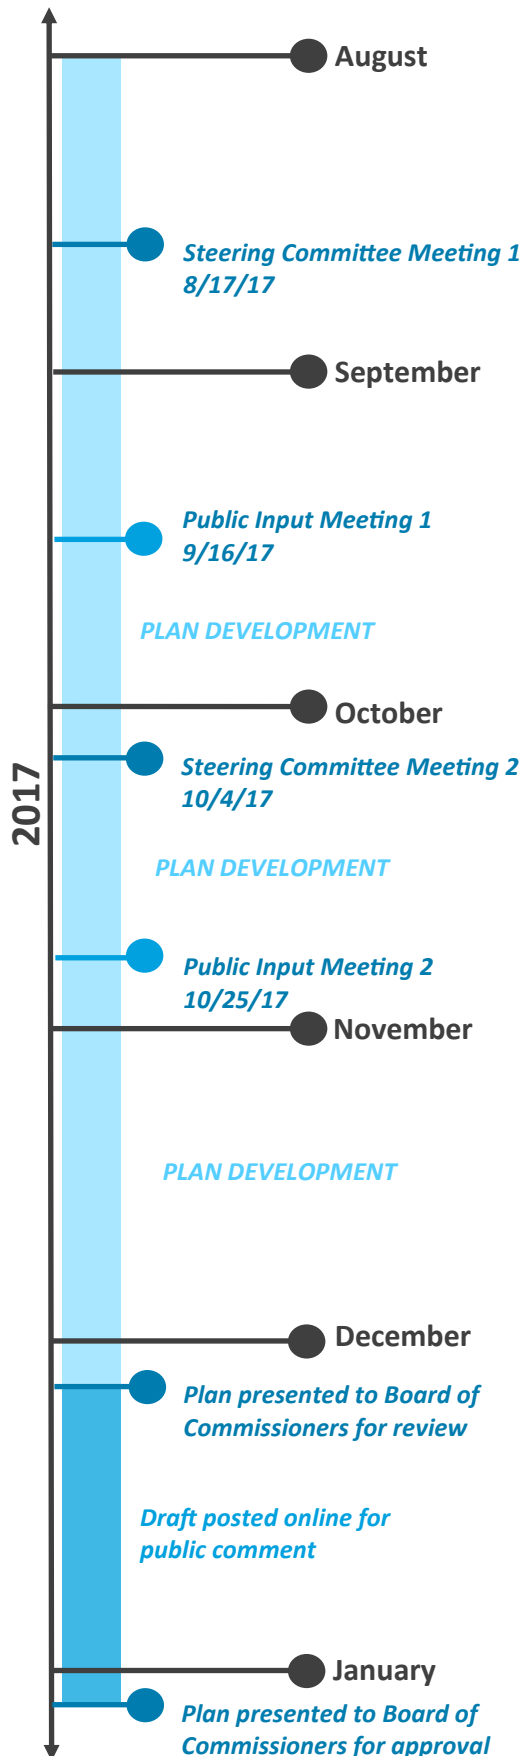 August
Steering Committee Meeting 1
8/17/17
September
Public Input Meeting 1
9/16/17
PLAN DEVELOPMENT
October
2017
Steering Committee Meeting 2
10/4/17
PLAN DEVELOPMENT
Public Input Meeting 2
10/25/17
November
PLAN DEVELOPMENT
December
Plan presented to Board of
Commissioners for review
Draft posted online for
public comment
January
Plan presented to Board of
Commissioners for approval